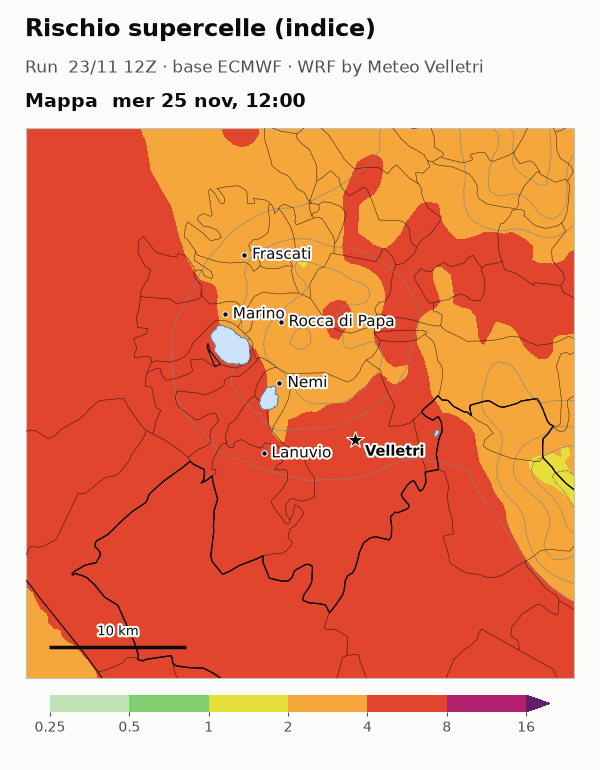 Rischio supercelle (indice)
Run  23/11 12Z · base ECMWF · WRF by Meteo Velletri
Mappa  mer 25 nov, 12:00
Frascati
Marino
Rocca di Papa
Nemi
Velletri
Lanuvio
10 km
0.25 0.5 1 2 4 8 16